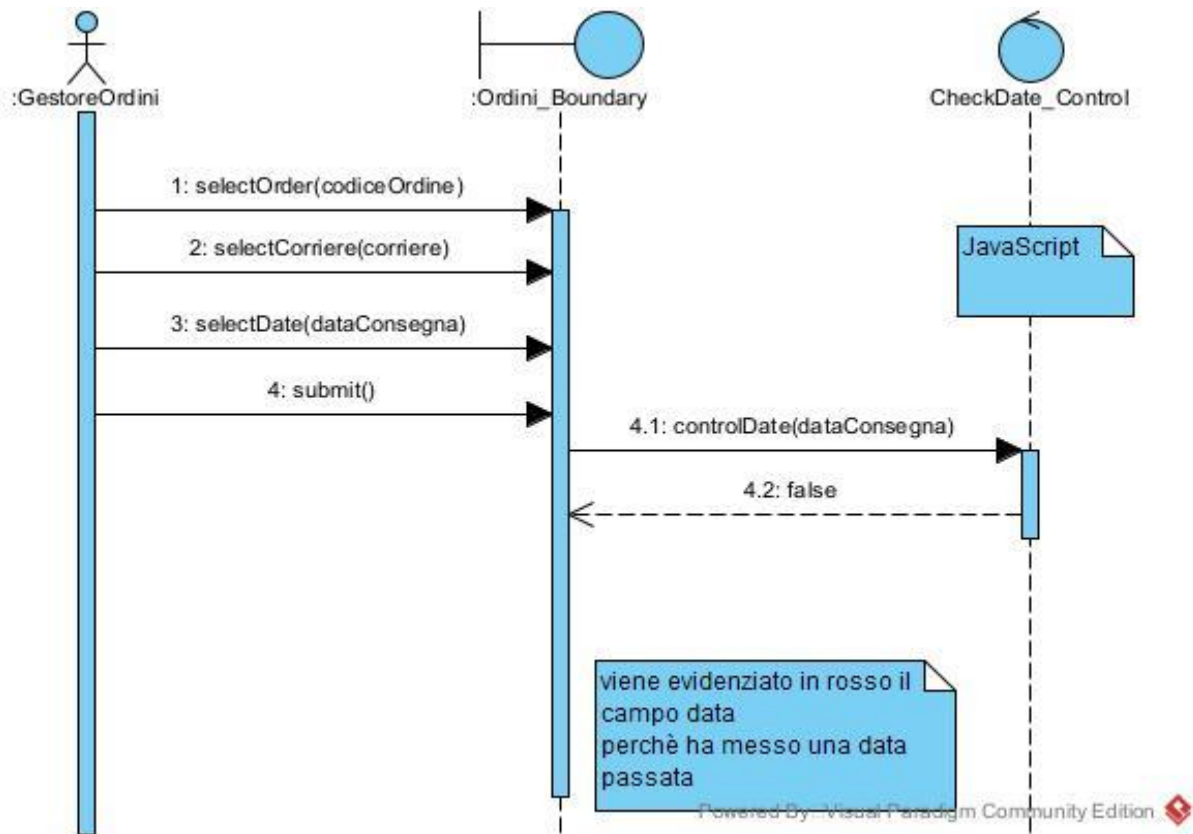 :GestoreOrdini
:Ordini_Boundary
CheckDate_Control
1: selectOrder(codiceOrdine)
2: selectCorriere(corriere)
JavaScript
3: selectDate(dataConsegna)
4: submit()
4.1: controlDate(dataConsegna)
4.2: false
viene evidenziato in rosso il
campo data
perchè ha messo una data
passata
Powered By: Visual Paradigm Community Edition